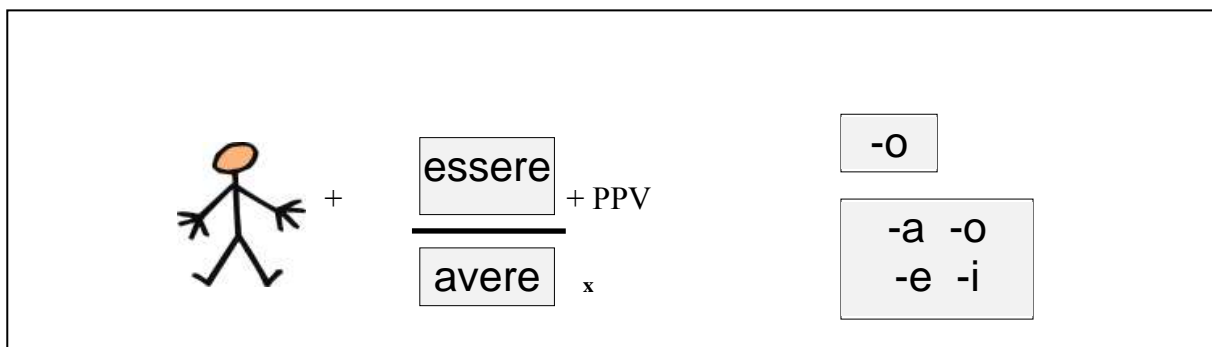 essere
+
+ PPV
avere
x
-o
-a -o
-e -i